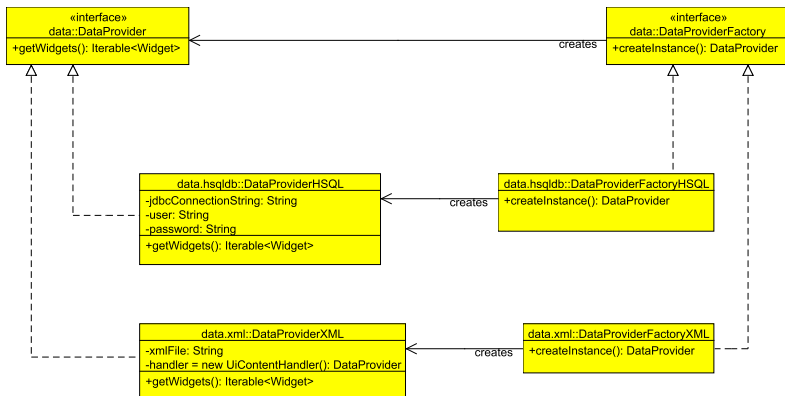 «interface»
data::DataProvider
+getWidgets(): Iterable<Widget>
creates
«interface»
data::DataProviderFactory
+createInstance(): DataProvider
data.hsqldb::DataProviderHSQL
-jdbcConnectionString: String
-user: String
-password: String
+getWidgets(): Iterable<Widget>
creates
data.hsqldb::DataProviderFactoryHSQL
+createInstance(): DataProvider
data.xml::DataProviderXML
-xmlFile: String
-handler = new UiContentHandler(): DataProvider
+getWidgets(): Iterable<Widget>
creates
data.xml::DataProviderFactoryXML
+createInstance(): DataProvider